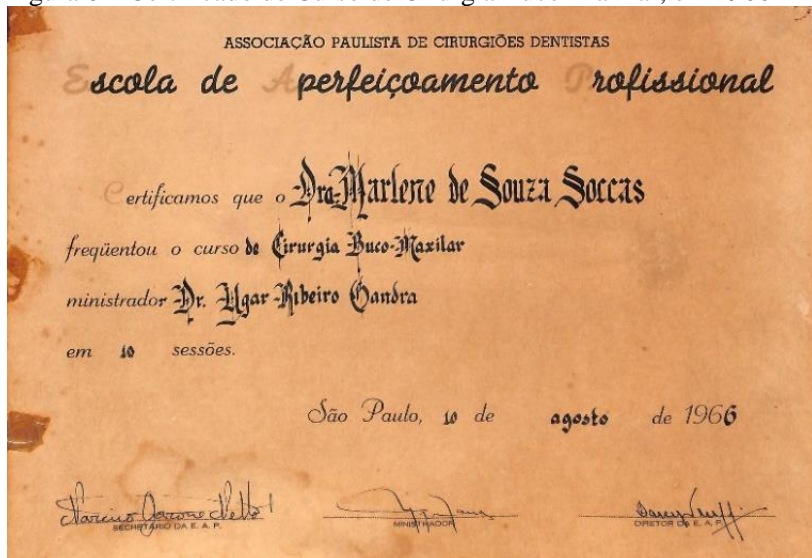 ASSOCIAÇÃO PAULISTA DE CIRURGIÕES DENTISTAS
Escola de Aperfeiçoamento Profissional
Certificamos que o Dra. Marlene de Souza Soccas
freqüentou o curso de Cirurgia Buco-Maxilar
ministrador Dr. Ygar Ribeiro Gandra
em 10 sessões.
São Paulo, 10 de agosto de 1966
SECRETÁRIO DA E. A. P.
MINISTRADOR
DIRETOR DA E. A. P.